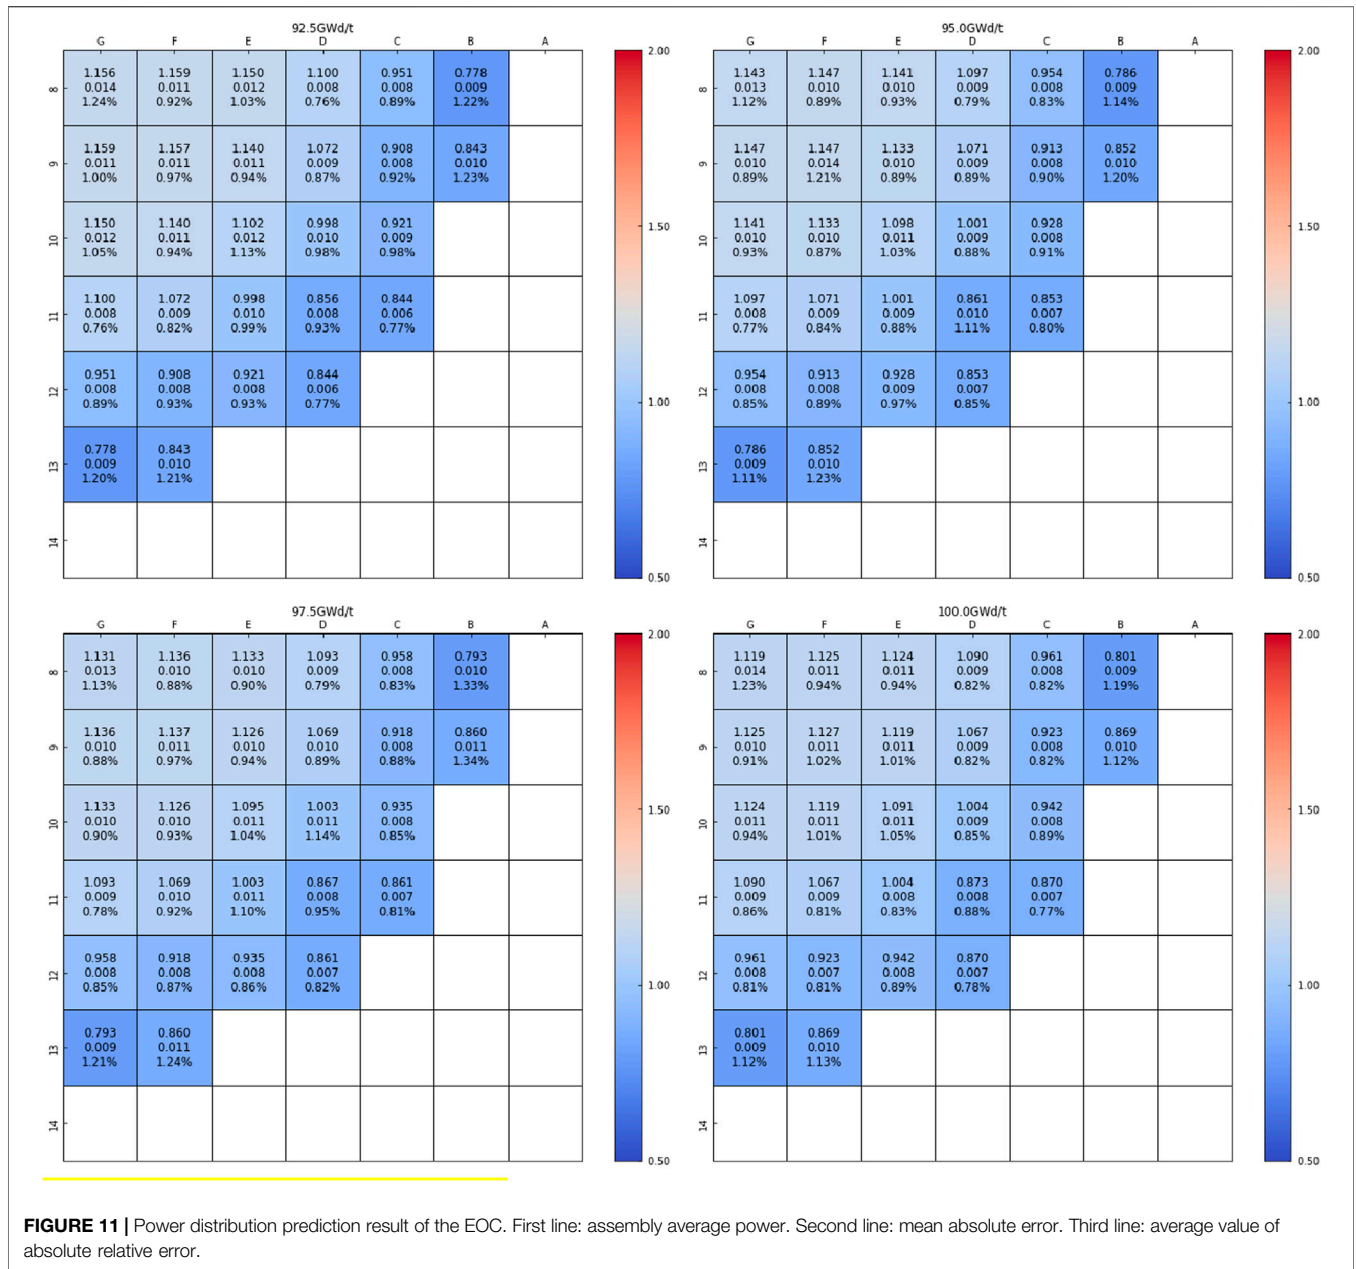 92.5GWd/t
G F E D C B A
8
1.156 1.159 1.150 1.100 0.951 0.778
0.014 0.011 0.012 0.008 0.008 0.009
1.24% 0.92% 1.03% 0.76% 0.89% 1.22%
9
1.159 1.157 1.140 1.072 0.908 0.843
0.011 0.011 0.011 0.009 0.008 0.010
1.00% 0.97% 0.94% 0.87% 0.92% 1.23%
10
1.150 1.140 1.102 0.998 0.921
0.012 0.011 0.012 0.010 0.009
1.05% 0.94% 1.13% 0.98% 0.98%
11
1.100 1.072 0.998 0.856 0.844
0.008 0.009 0.010 0.008 0.006
0.76% 0.82% 0.99% 0.93% 0.77%
12
0.951 0.908 0.921 0.844
0.008 0.008 0.008 0.006
0.89% 0.93% 0.93% 0.77%
13
0.778 0.843
0.009 0.010
1.20% 1.21%
14
2.00
1.50
1.00
0.50
95.0GWd/t
G F E D C B A
8
1.143 1.147 1.141 1.097 0.954 0.786
0.013 0.010 0.010 0.009 0.008 0.009
1.12% 0.89% 0.93% 0.79% 0.83% 1.14%
9
1.147 1.147 1.133 1.071 0.913 0.852
0.010 0.014 0.010 0.009 0.008 0.010
0.89% 1.21% 0.89% 0.89% 0.90% 1.20%
10
1.141 1.133 1.098 1.001 0.928
0.010 0.010 0.011 0.009 0.008
0.93% 0.87% 1.03% 0.88% 0.91%
11
1.097 1.071 1.001 0.861 0.853
0.008 0.009 0.009 0.010 0.007
0.77% 0.84% 0.88% 1.11% 0.80%
12
0.954 0.913 0.928 0.853
0.008 0.008 0.009 0.007
0.85% 0.89% 0.97% 0.85%
13
0.786 0.852
0.009 0.010
1.11% 1.23%
14
2.00
1.50
1.00
0.50
97.5GWd/t
G F E D C B A
8
1.131 1.136 1.133 1.093 0.958 0.793
0.013 0.010 0.010 0.009 0.008 0.010
1.13% 0.88% 0.90% 0.79% 0.83% 1.33%
9
1.136 1.137 1.126 1.069 0.918 0.860
0.010 0.011 0.010 0.010 0.008 0.011
0.88% 0.97% 0.94% 0.89% 0.88% 1.34%
10
1.133 1.126 1.095 1.003 0.935
0.010 0.010 0.011 0.011 0.008
0.90% 0.93% 1.04% 1.14% 0.85%
11
1.093 1.069 1.003 0.867 0.861
0.009 0.010 0.011 0.008 0.007
0.78% 0.92% 1.10% 0.95% 0.81%
12
0.958 0.918 0.935 0.861
0.008 0.008 0.008 0.007
0.85% 0.87% 0.86% 0.82%
13
0.793 0.860
0.009 0.011
1.21% 1.24%
14
2.00
1.50
1.00
0.50
100.0GWd/t
G F E D C B A
8
1.119 1.125 1.124 1.090 0.961 0.801
0.014 0.011 0.011 0.009 0.008 0.009
1.23% 0.94% 0.94% 0.82% 0.82% 1.19%
9
1.125 1.127 1.119 1.067 0.923 0.869
0.010 0.011 0.011 0.009 0.008 0.010
0.91% 1.02% 1.01% 0.82% 0.82% 1.12%
10
1.124 1.119 1.091 1.004 0.942
0.011 0.011 0.011 0.009 0.008
0.94% 1.01% 1.05% 0.85% 0.89%
11
1.090 1.067 1.004 0.873 0.870
0.009 0.009 0.008 0.008 0.007
0.86% 0.81% 0.83% 0.88% 0.77%
12
0.961 0.923 0.942 0.870
0.008 0.007 0.008 0.007
0.81% 0.81% 0.89% 0.78%
13
0.801 0.869
0.009 0.010
1.12% 1.13%
14
2.00
1.50
1.00
0.50
FIGURE 11 | Power distribution prediction result of the EOC. First line: assembly average power. Second line: mean absolute error. Third line: average value of
absolute relative error.